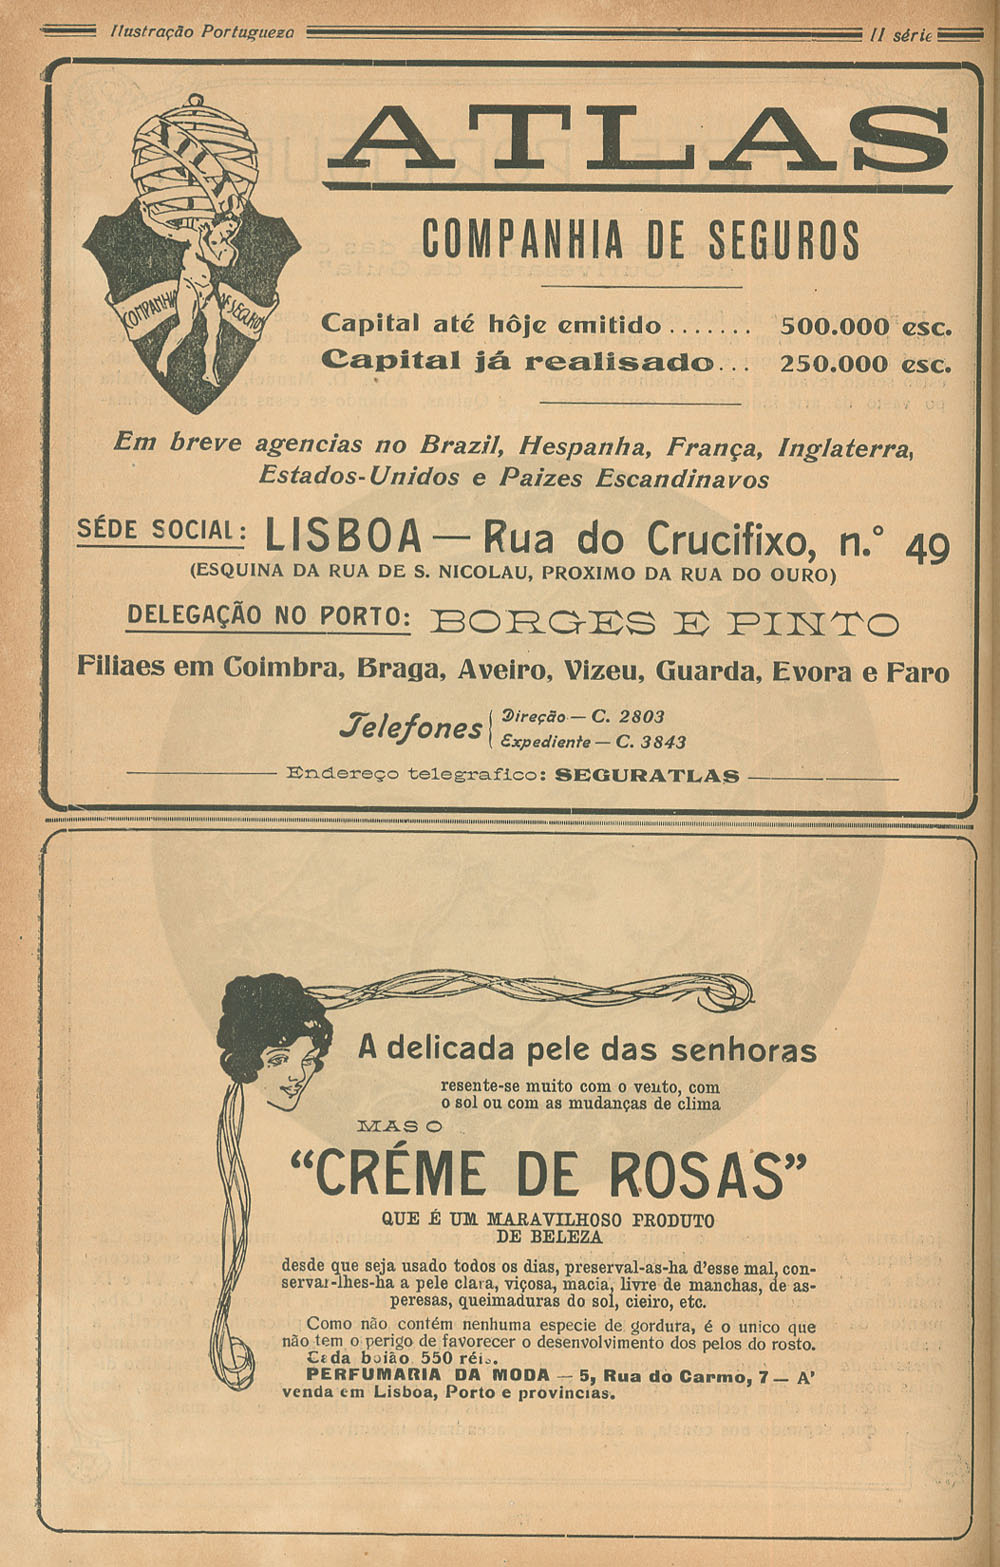 Ilustração Portugueza
II série
ATLAS
ATLAS
COMPANHIA DE SEGUROS
COMPANHIA DE SEGUROS
Capital até hôje emitido....... 500.000 esc.
Capital já realisado... 250.000 esc.
Em breve agencias no Brazil, Hespanha, França, Inglaterra,
Estados-Unidos e Paizes Escandinavos
SÉDE SOCIAL: LISBOA — Rua do Crucifixo, n.º 49
(ESQUINA DA RUA DE S. NICOLAU, PROXIMO DA RUA DO OURO)
DELEGAÇÃO NO PORTO: BORGES E PINTO
Filiaes em Coimbra, Braga, Aveiro, Vizeu, Guarda, Evora e Faro
Telefones
Direção — C. 2803
Expediente — C. 3843
Endereço telegrafico: SEGURATLAS
A delicada pele das senhoras
resente-se muito com o vento, com
o sol ou com as mudanças de clima
MAS O
“CRÉME DE ROSAS”
QUE É UM MARAVILHOSO PRODUTO
DE BELEZA
desde que seja usado todos os dias, preserval-as-ha d'esse mal, con-
servar-lhes-ha a pele clara, viçosa, macia, livre de manchas, de as-
peresas, queimaduras do sol, cieiro, etc.
Como não contém nenhuma especie de gordura, é o unico que
não tem o perigo de favorecer o desenvolvimento dos pelos do rosto.
Cada boião 550 réis.
PERFUMARIA DA MODA — 5, Rua do Carmo, 7 — A'
venda em Lisboa, Porto e provincias.